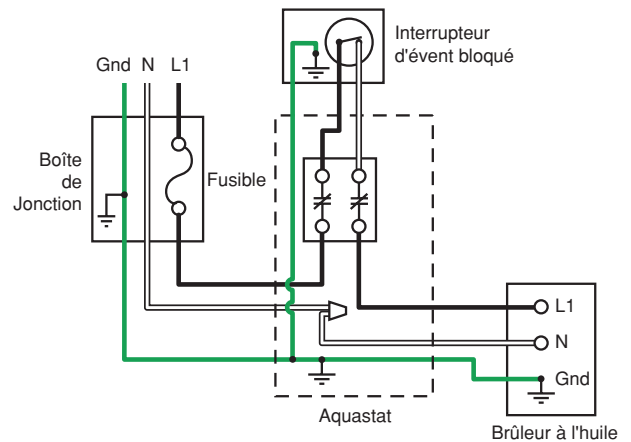 Interrupteur
d'évent bloqué
Gnd N L1
Boîte
de
Jonction
Fusible
L1
N
Gnd
Aquastat
Brûleur à l'huile